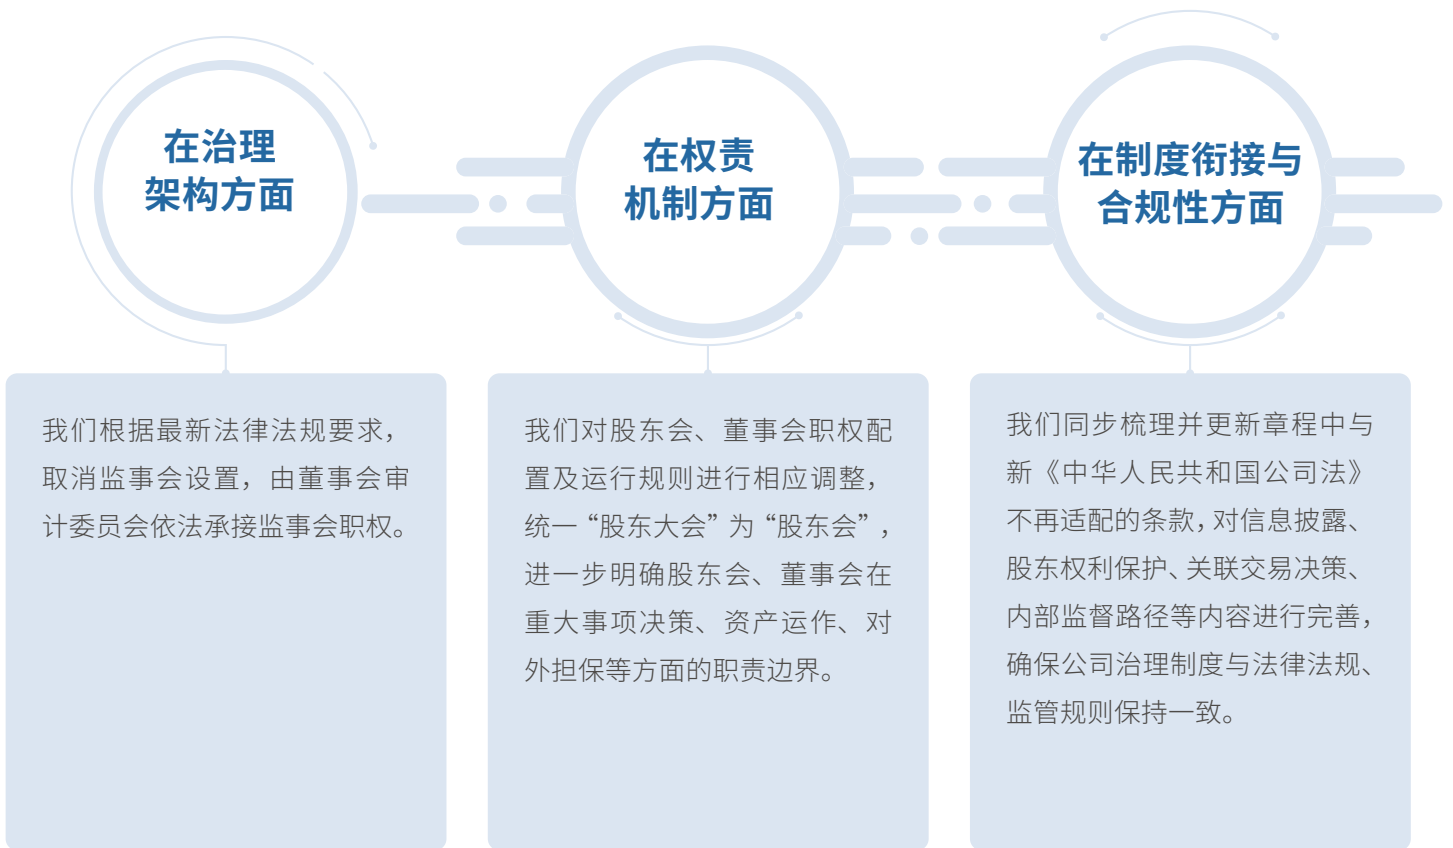 在治理
架构方面
我们根据最新法律法规要求，
取消监事会设置，由董事会审
计委员会依法承接监事会职权。
在权责
机制方面
我们对股东会、董事会职权配
置及运行规则进行相应调整，
统一“股东大会”为“股东会”，
进一步明确股东会、董事会在
重大事项决策、资产运作、对
外担保等方面的职责边界。
在制度衔接与
合规性方面
我们同步梳理并更新章程中与
新《中华人民共和国公司法》
不再适配的条款，对信息披露、
股东权利保护、关联交易决策、
内部监督路径等内容进行完善，
确保公司治理制度与法律法规、
监管规则保持一致。